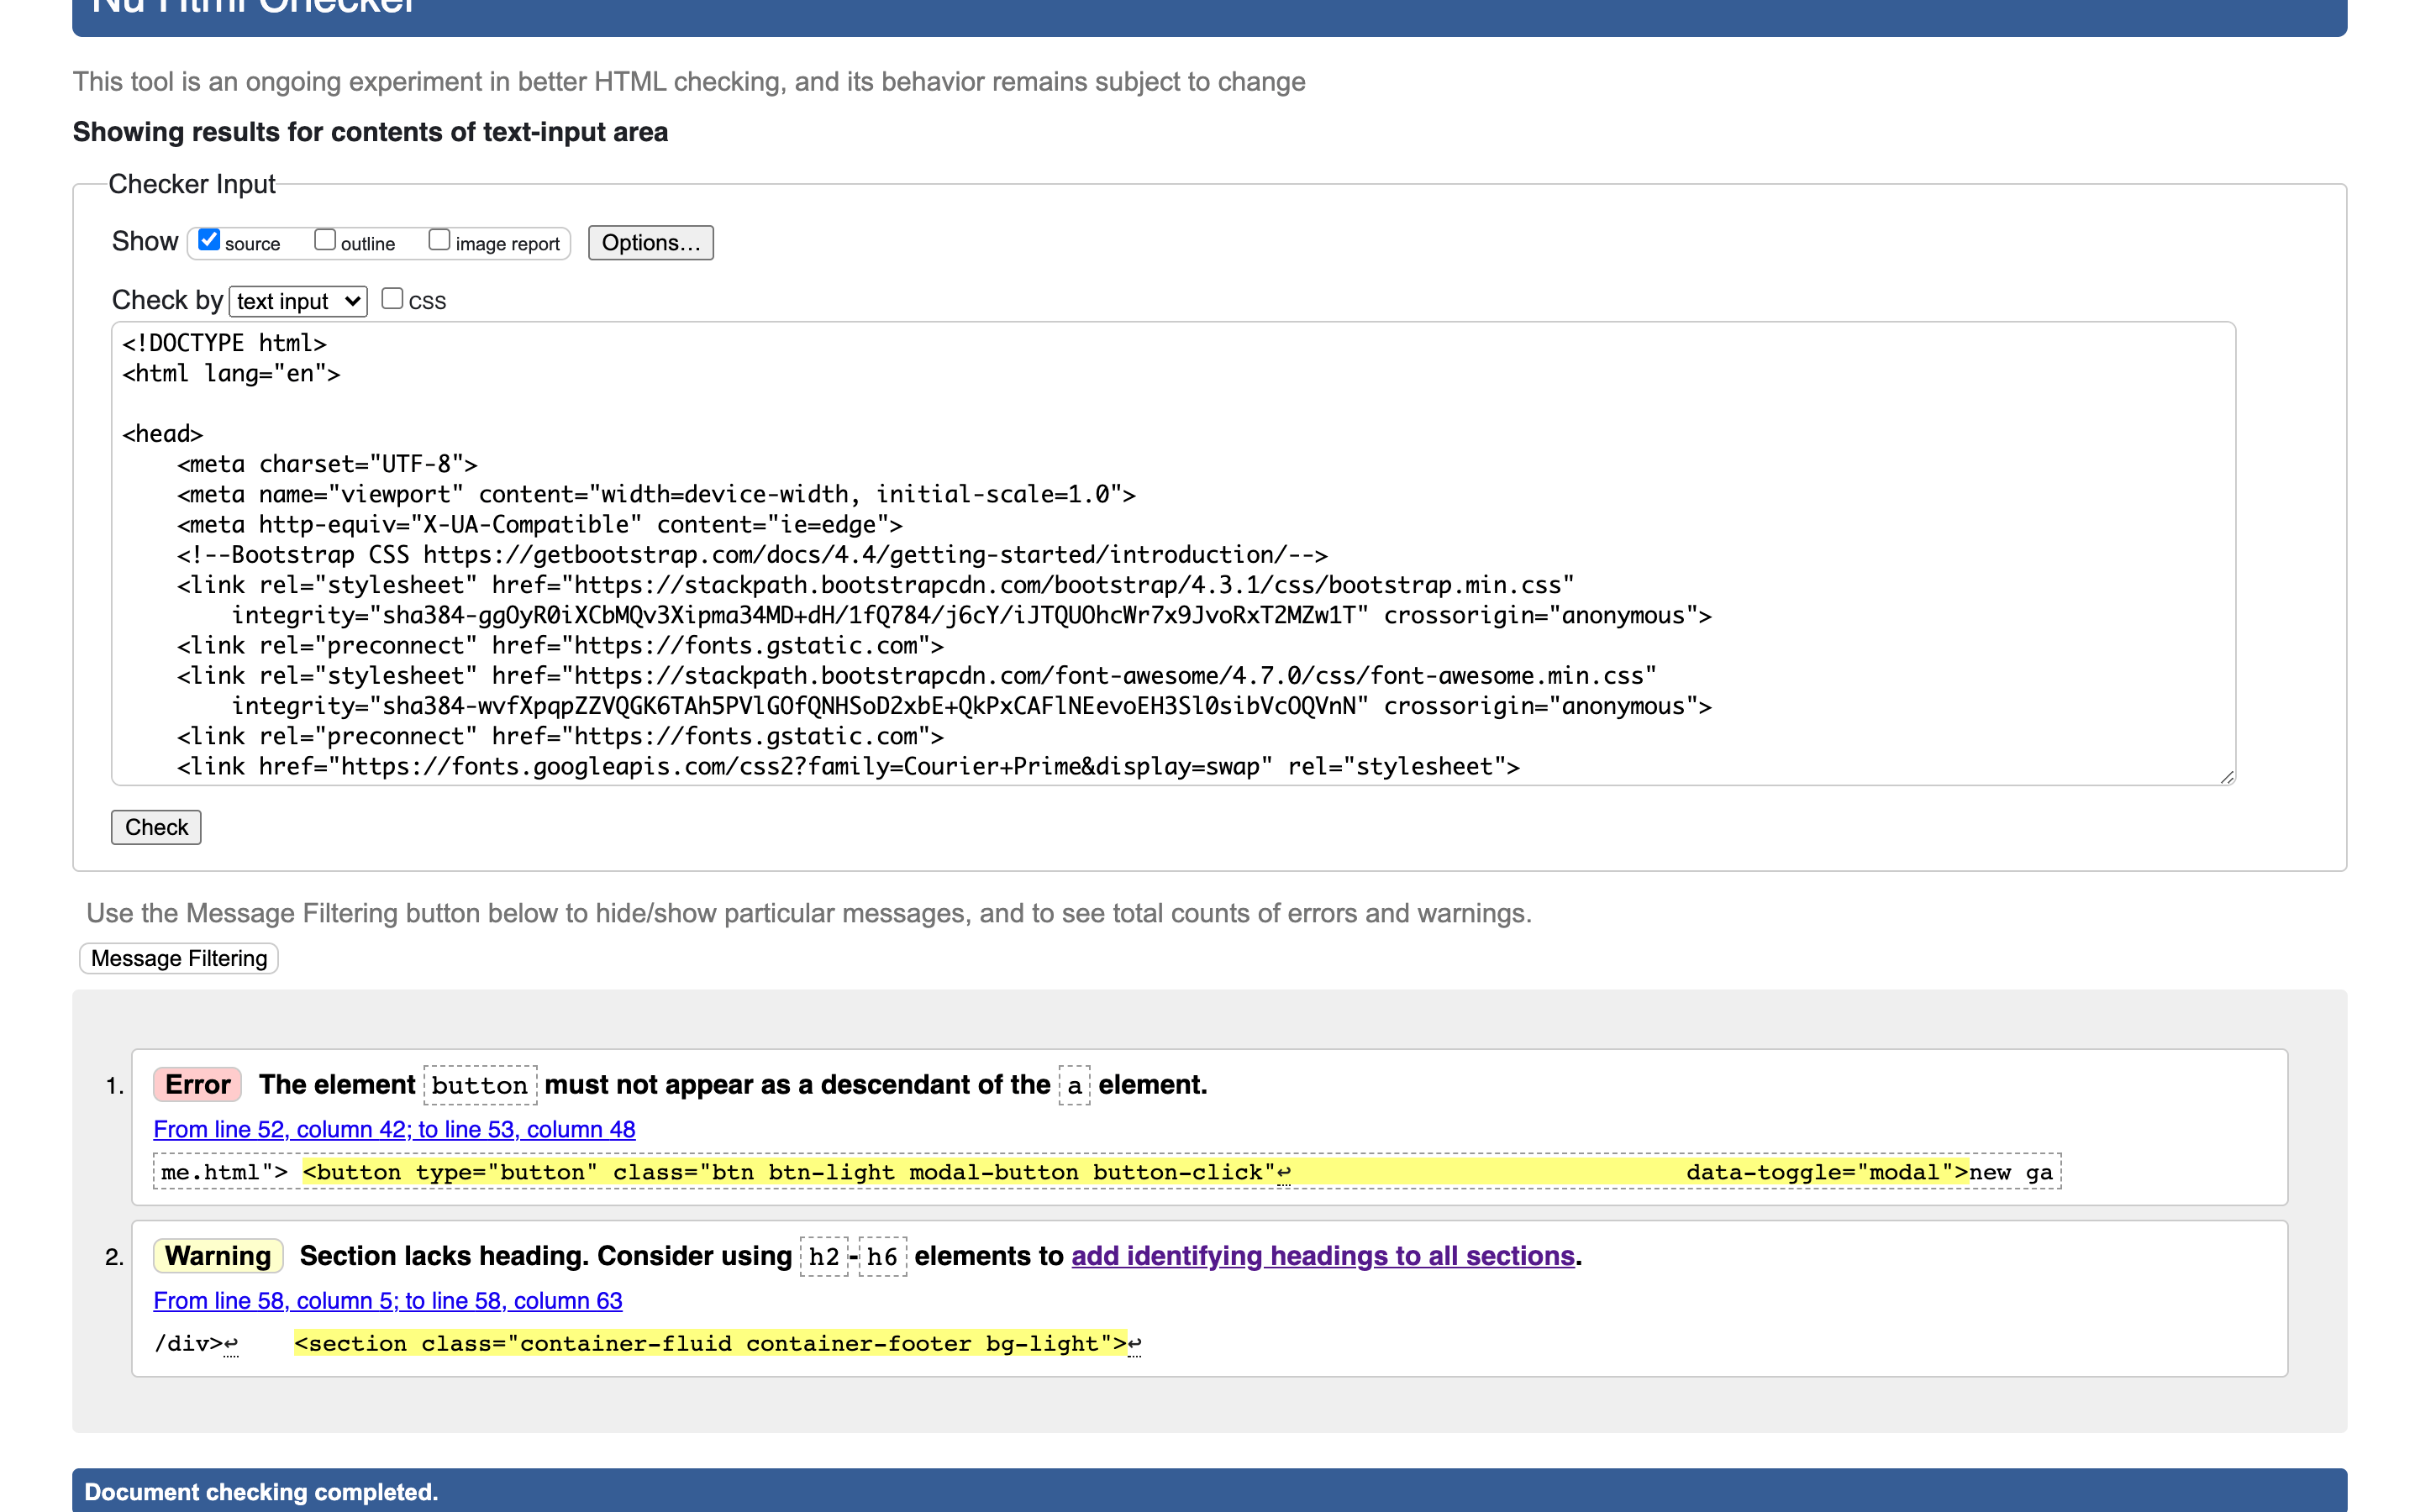 Nu Html Checker
This tool is an ongoing experiment in better HTML checking, and its behavior remains subject to change
Showing results for contents of text-input area
Checker Input
Show source outline image report Options...
Check by text input CSS
<!DOCTYPE html>
<html lang="en">
<head>
<meta charset="UTF-8">
<meta name="viewport" content="width=device-width, initial-scale=1.0">
<meta http-equiv="X-UA-Compatible" content="ie=edge">
<!--Bootstrap CSS https://getbootstrap.com/docs/4.4/getting-started/introduction/-->
<link rel="stylesheet" href="https://stackpath.bootstrapcdn.com/bootstrap/4.3.1/css/bootstrap.min.css"
integrity="sha384-ggOyR0iXCbMQv3Xipma34MD+dH/1fQ784/j6cY/iJTQUOhcWr7x9JvoRxT2MZw1T" crossorigin="anonymous">
<link rel="preconnect" href="https://fonts.gstatic.com">
<link rel="stylesheet" href="https://stackpath.bootstrapcdn.com/font-awesome/4.7.0/css/font-awesome.min.css"
integrity="sha384-wvfXpqpZZVQGK6TAh5PVlGOfQNHSoD2xbE+QkPxCAFlNEevoEH3Sl0sibVcOQVnN" crossorigin="anonymous">
<link rel="preconnect" href="https://fonts.gstatic.com">
<link href="https://fonts.googleapis.com/css2?family=Courier+Prime&display=swap" rel="stylesheet">
Check
Use the Message Filtering button below to hide/show particular messages, and to see total counts of errors and warnings.
Message Filtering
1. Error The element button must not appear as a descendant of the a element.
From line 52, column 42; to line 53, column 48
me.html"> <button type="button" class="btn btn-light modal-button button-click"↩ data-toggle="modal">new ga
2. Warning Section lacks heading. Consider using h2-h6 elements to add identifying headings to all sections.
From line 58, column 5; to line 58, column 63
/div>↩ <section class="container-fluid container-footer bg-light">↩
Document checking completed.